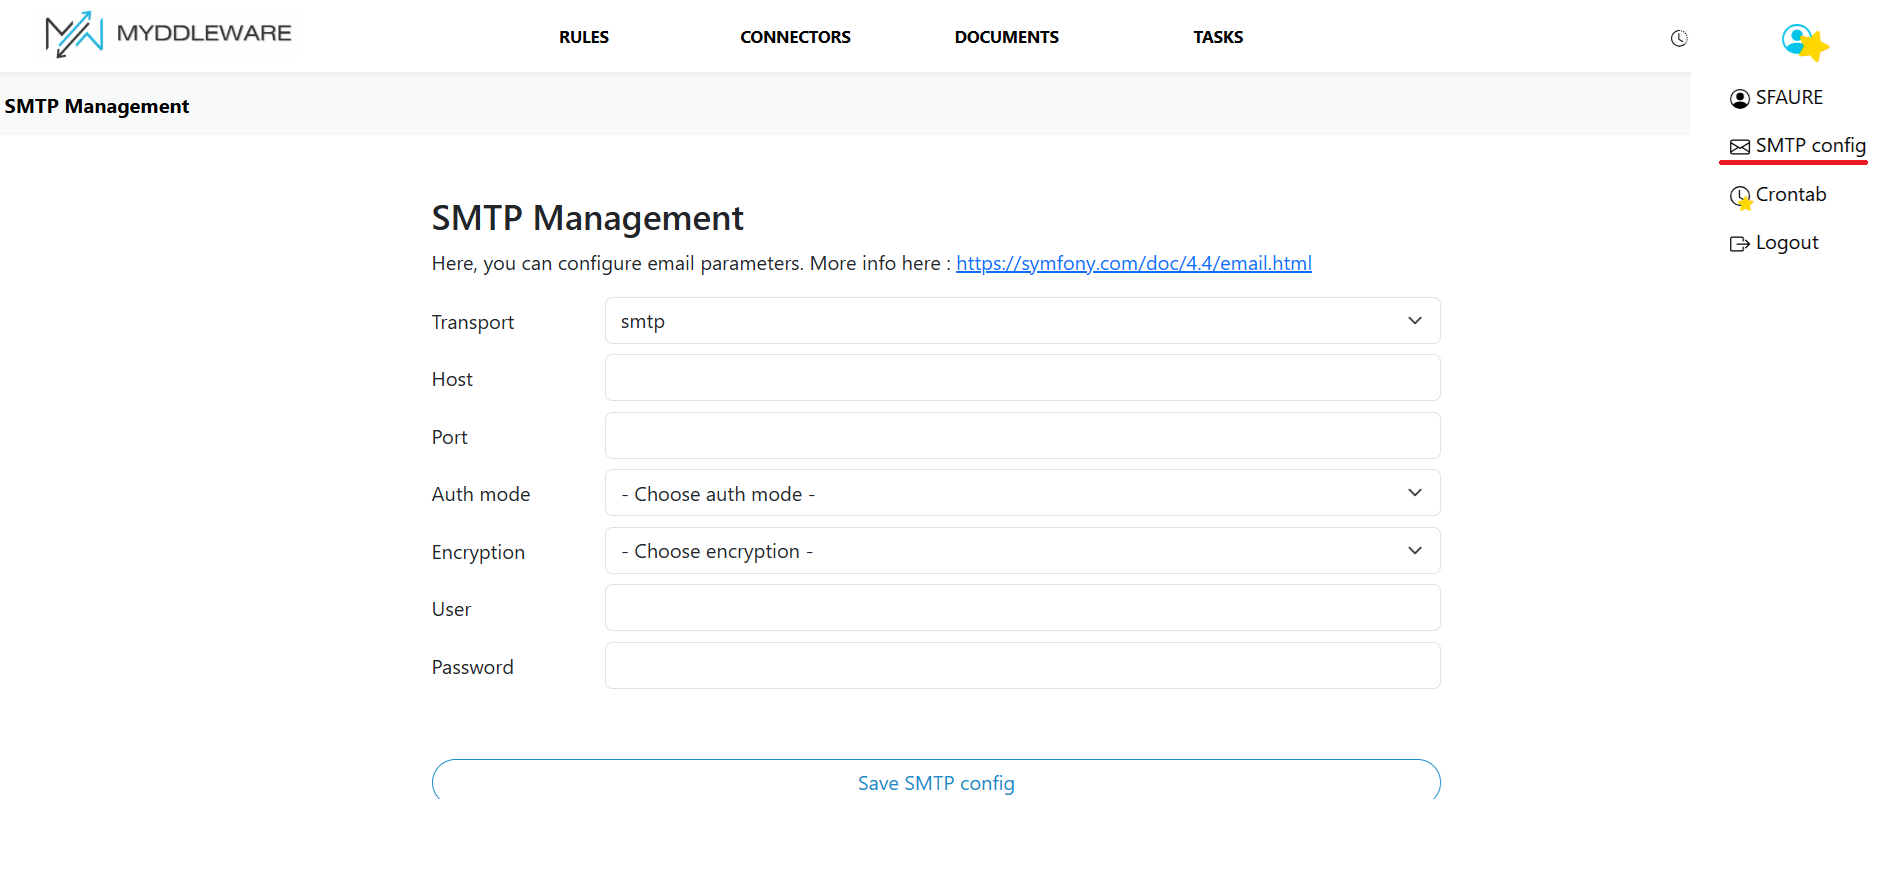 MYDDLEWARE
RULES
CONNECTORS
DOCUMENTS
TASKS
SFAURE
SMTP config
Crontab
Logout
SMTP Management
SMTP Management
Here, you can configure email parameters. More info here : https://symfony.com/doc/4.4/email.html
Transport
smtp
Host
Port
Auth mode
- Choose auth mode -
Encryption
- Choose encryption -
User
Password
Save SMTP config